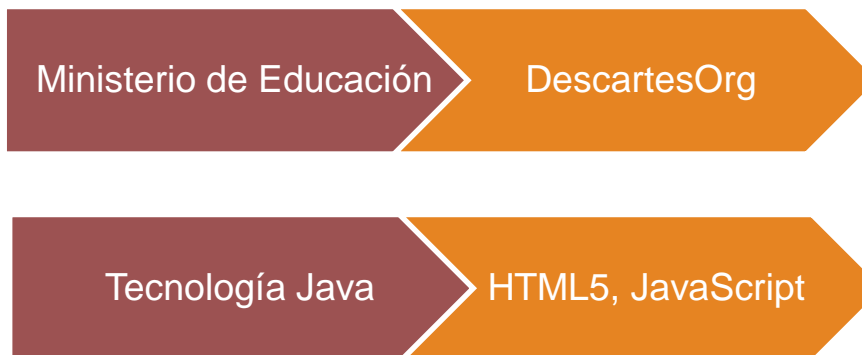 Ministerio de Educación
DescartesOrg
Tecnología Java
HTML5, JavaScript